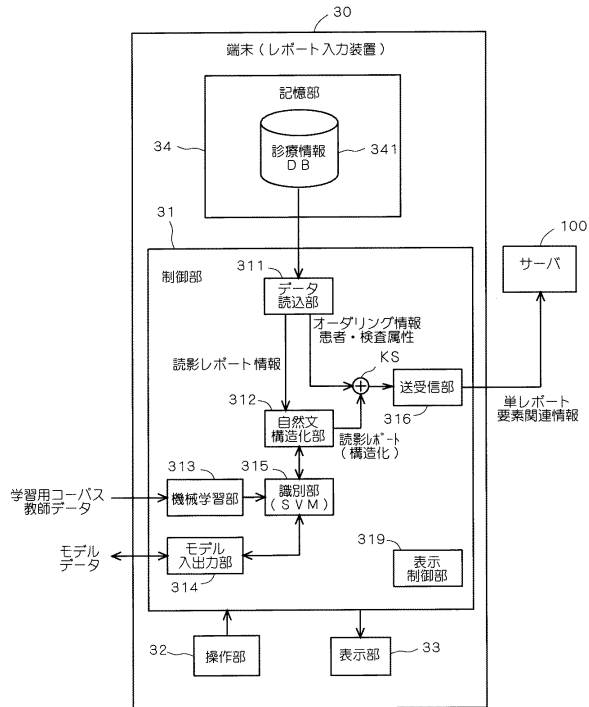 30
端末(レポート入力装置)
記憶部
診療情報
DB
34
341
31
制御部
311
データ
読込部
100
サーバ
オーダリング情報
患者・検査属性
読影レポート情報
KS
送受信部
316
312
自然文
構造化部
読影レポート
(構造化)
単レポート
要素関連情報
313
315
学習用コーパス
教師データ
機械学習部
識別部
(SVM)
モデル
データ
モデル
入出力部
314
319
表示
制御部
32
操作部
表示部
33